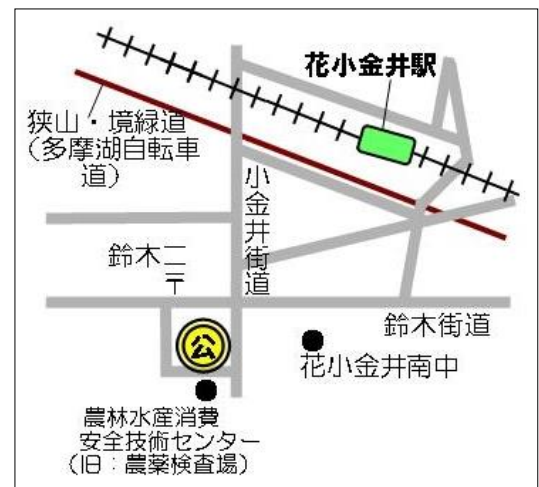 花小金井駅
狭山・境緑道
(多摩湖自転車
道)
小金井街道
鈴木二
〒
鈴木街道
公
花小金井南中
農林水産消費
安全技術センター
(旧:農薬検査場)